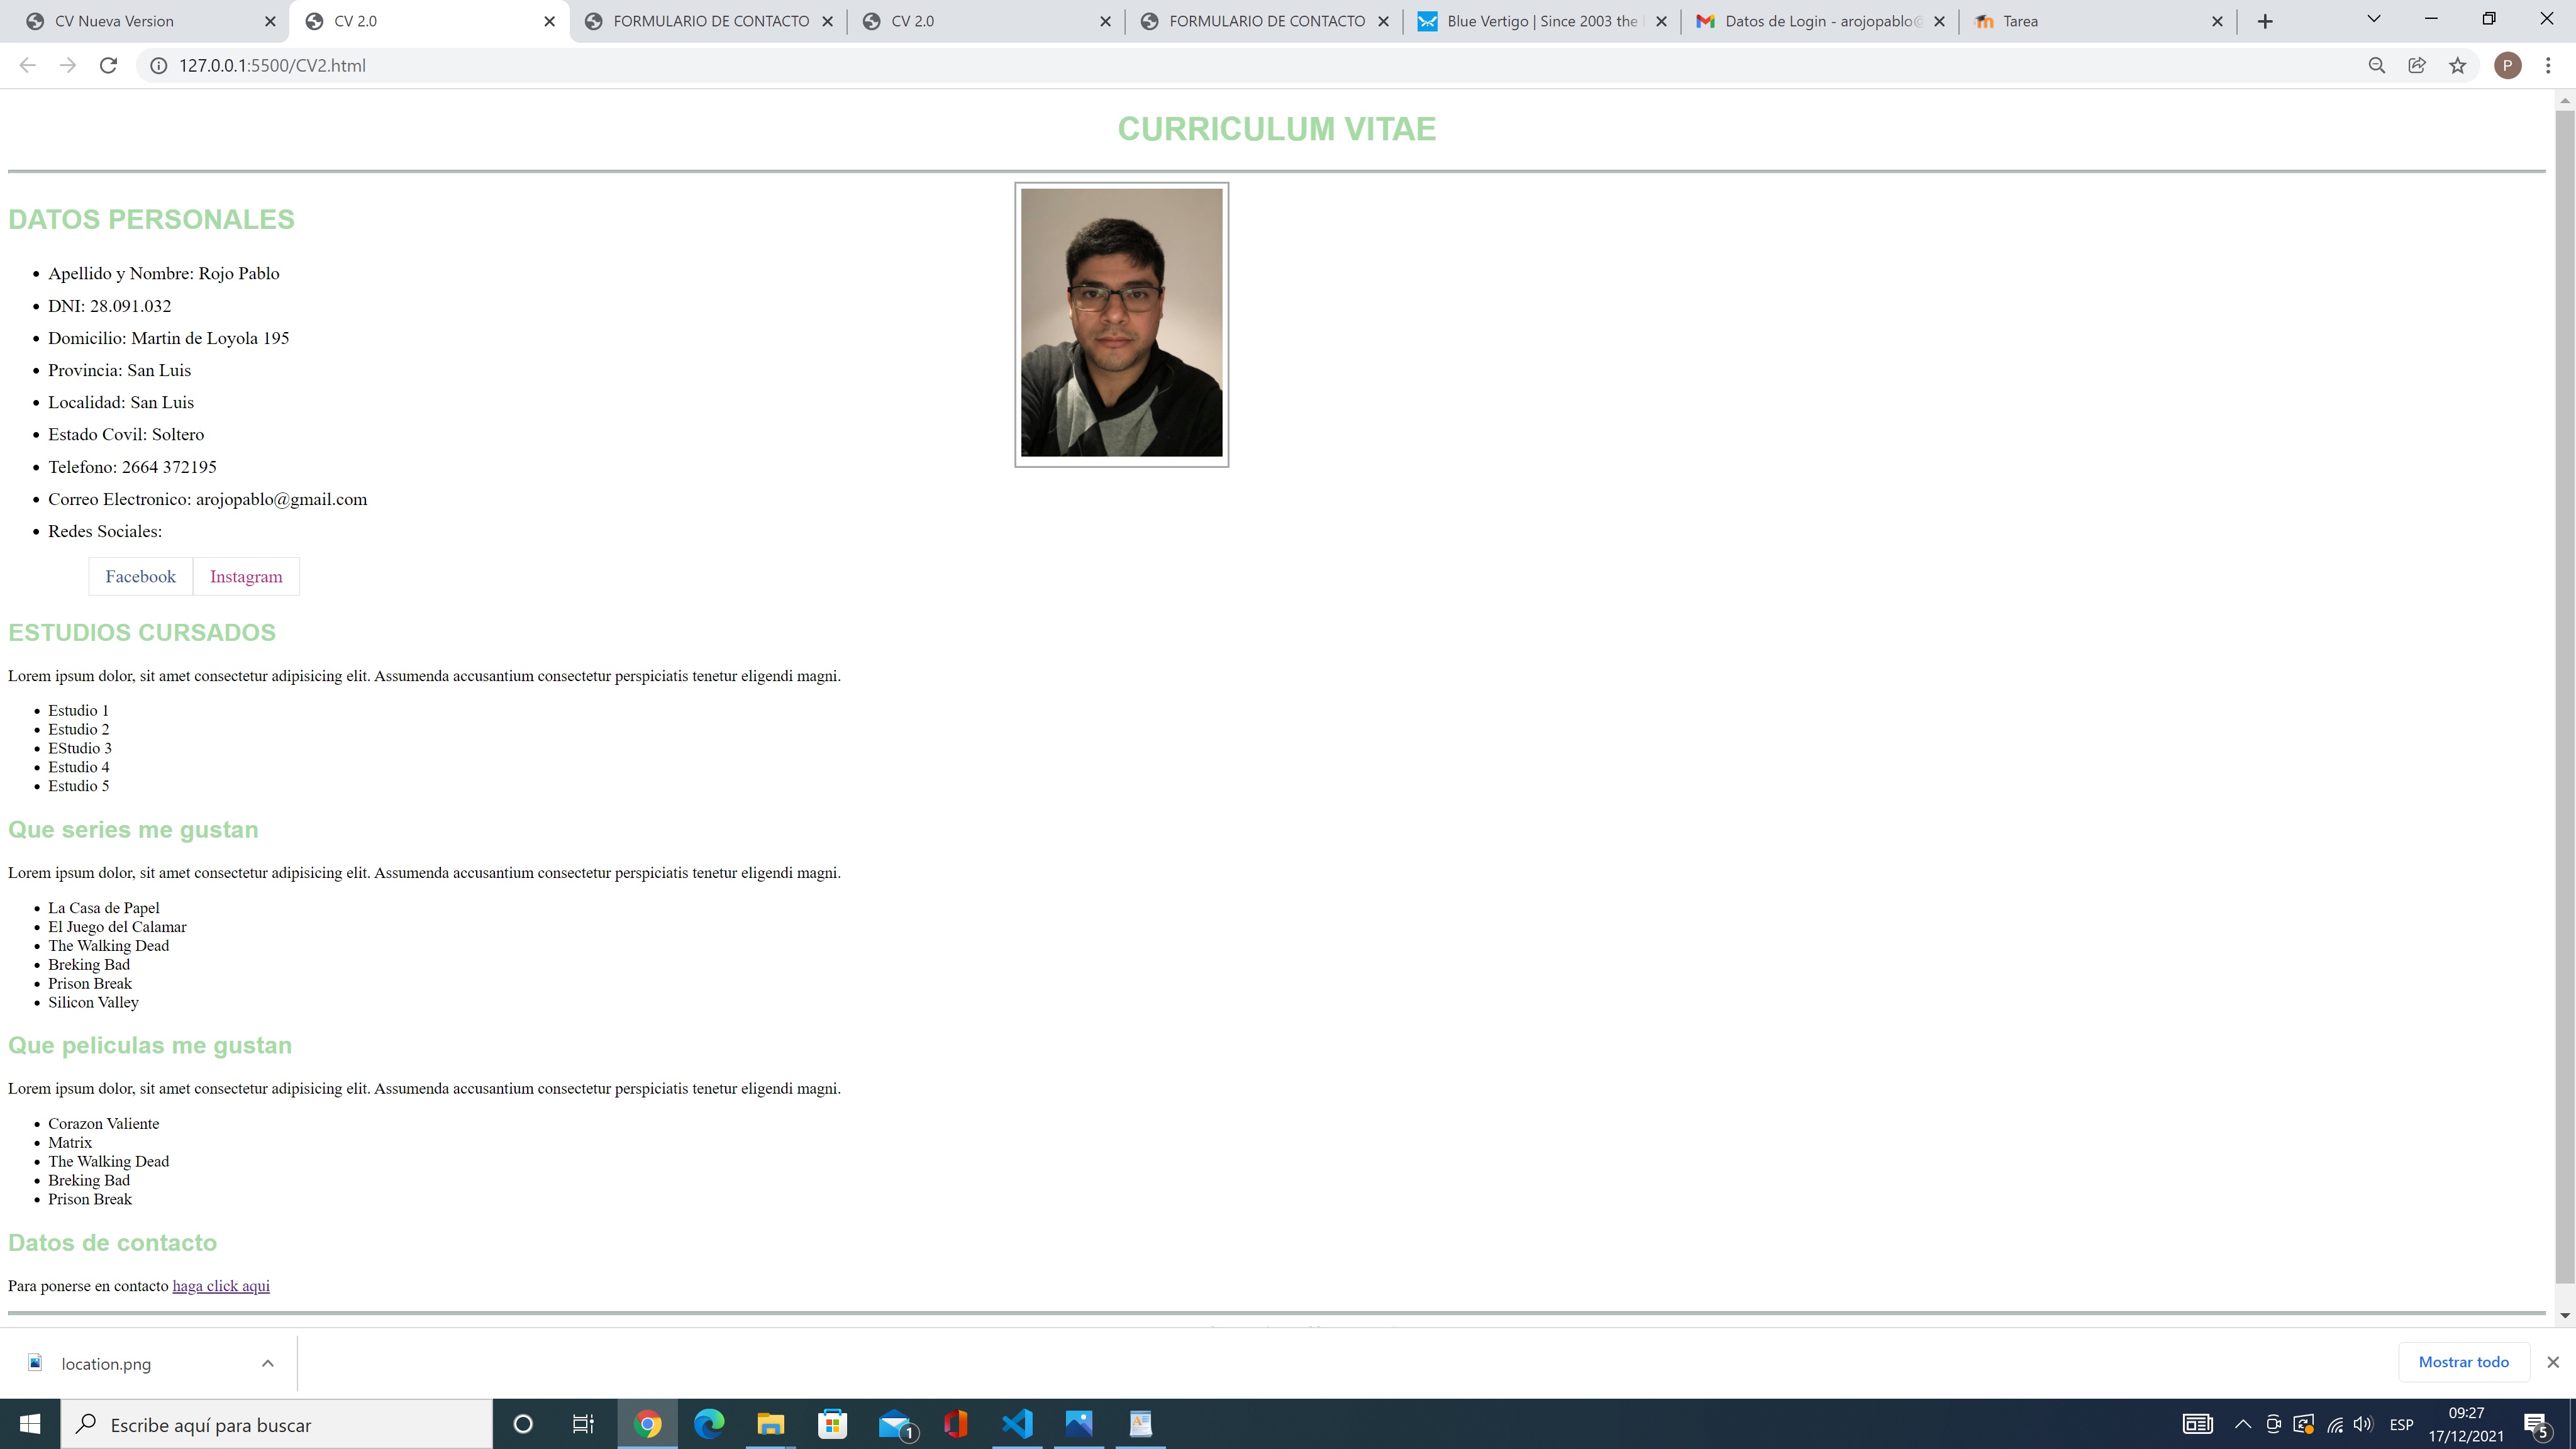 CV Nueva Version
CV 2.0
FORMULARIO DE CONTACTO
CV 2.0
FORMULARIO DE CONTACTO
Blue Vertigo | Since 2003 the
Datos de Login - arojopablo@
Tarea
127.0.0.1:5500/CV2.html
P
CURRICULUM VITAE
DATOS PERSONALES
Apellido y Nombre: Rojo Pablo
DNI: 28.091.032
Domicilio: Martin de Loyola 195
Provincia: San Luis
Localidad: San Luis
Estado Covil: Soltero
Telefono: 2664 372195
Correo Electronico: arojopablo@gmail.com
Redes Sociales:
Facebook Instagram
ESTUDIOS CURSADOS
Lorem ipsum dolor, sit amet consectetur adipisicing elit. Assumenda accusantium consectetur perspiciatis tenetur eligendi magni.
Estudio 1
Estudio 2
EStudio 3
Estudio 4
Estudio 5
Que series me gustan
Lorem ipsum dolor, sit amet consectetur adipisicing elit. Assumenda accusantium consectetur perspiciatis tenetur eligendi magni.
La Casa de Papel
El Juego del Calamar
The Walking Dead
Breking Bad
Prison Break
Silicon Valley
Que peliculas me gustan
Lorem ipsum dolor, sit amet consectetur adipisicing elit. Assumenda accusantium consectetur perspiciatis tenetur eligendi magni.
Corazon Valiente
Matrix
The Walking Dead
Breking Bad
Prison Break
Datos de contacto
Para ponerse en contacto haga click aqui
location.png
Mostrar todo
Escribe aquí para buscar
1
ESP
09:27
17/12/2021
5